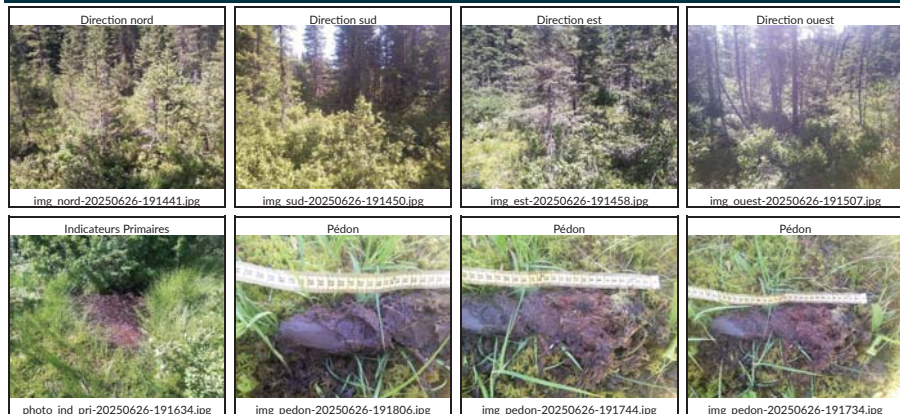 Direction nord
Direction sud
Direction est
Direction ouest
img_nord-20250626-191441.jpg
img_sud-20250626-191450.jpg
img_est-20250626-191458.jpg
img_ouest-20250626-191507.jpg
Indicateurs Primaires
Pédon
Pédon
Pédon
photo_ind_pri-20250626-191634.jpg
img_pedon-20250626-191806.jpg
img_pedon-20250626-191744.jpg
img_pedon-20250626-191734.jpg